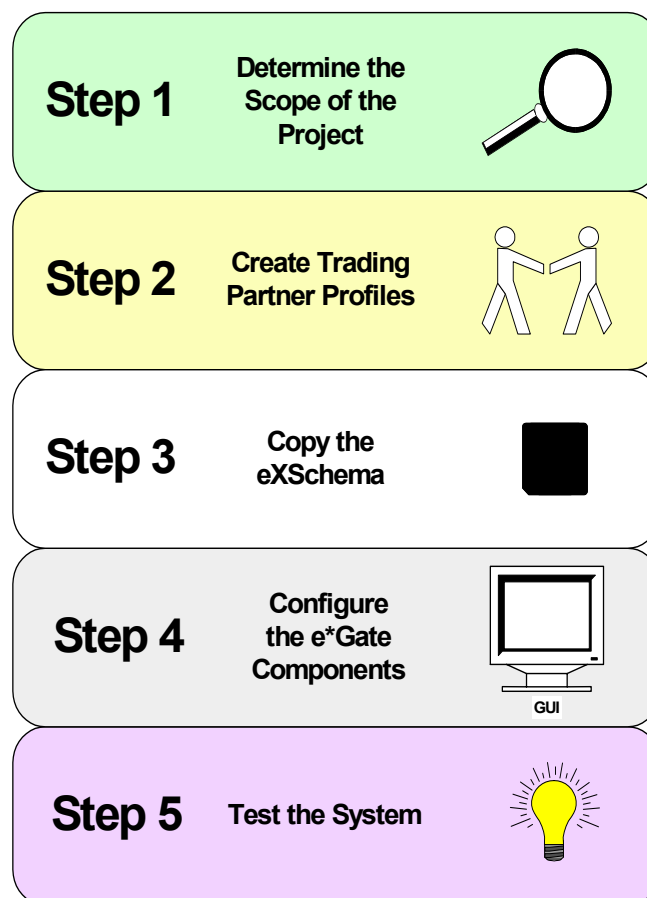 Step 1
Determine the
Scope of the
Project
Step 2
Create Trading
Partner Profiles
Step 3
Copy the
eXSchema
Step 4
Configure
the e*Gate
Components
GUI
Step 5
Test the System